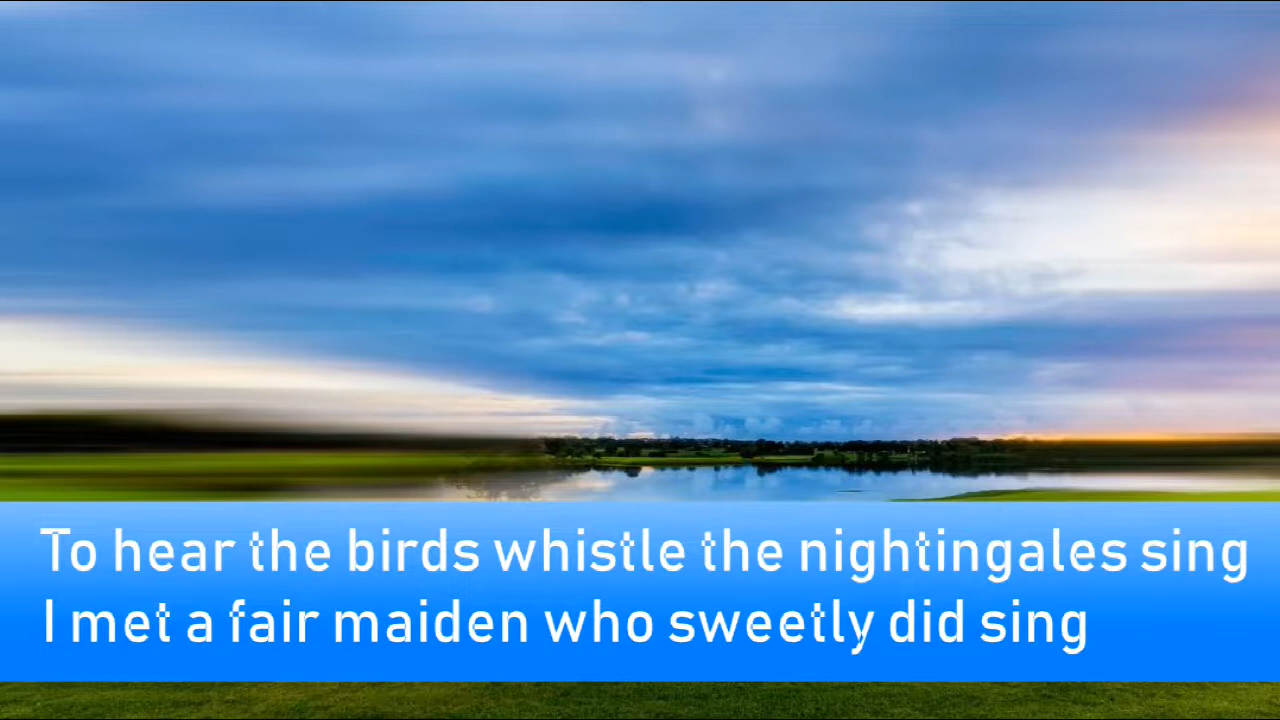 To hear the birds whistle the nightingales sing
I met a fair maiden who sweetly did sing